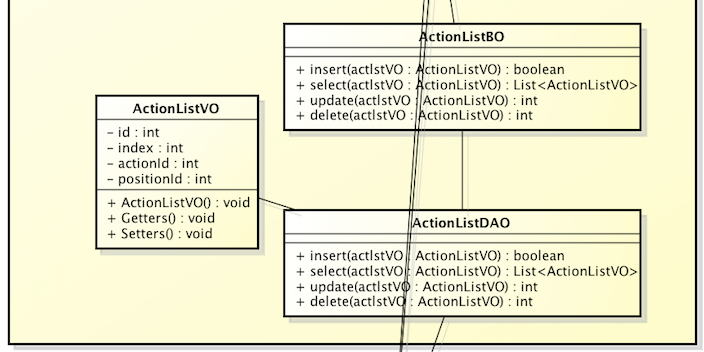 ActionListBO
+ insert(actlstVO : ActionListVO) : boolean
+ select(actlstVO : ActionListVO) : List<ActionListVO>
+ update(actlstVO : ActionListVO) : int
+ delete(actlstVO : ActionListVO) : int
ActionListVO
- id : int
- index : int
- actionId : int
- positionId : int
+ ActionListVO() : void
+ Getters() : void
+ Setters() : void
ActionListDAO
+ insert(actlstVO : ActionListVO) : boolean
+ select(actlstVO : ActionListVO) : List<ActionListVO>
+ update(actlstVO : ActionListVO) : int
+ delete(actlstVO : ActionListVO) : int